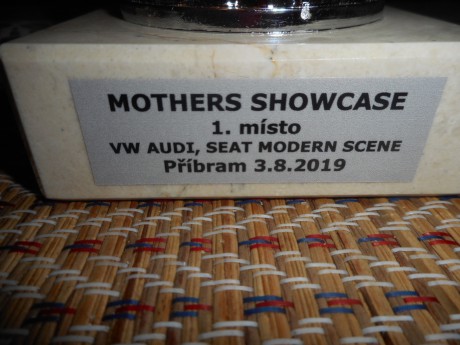 MOTHERS SHOWCASE
1. místo
VW AUDI, SEAT MODERN SCENE
Příbram 3.8.2019